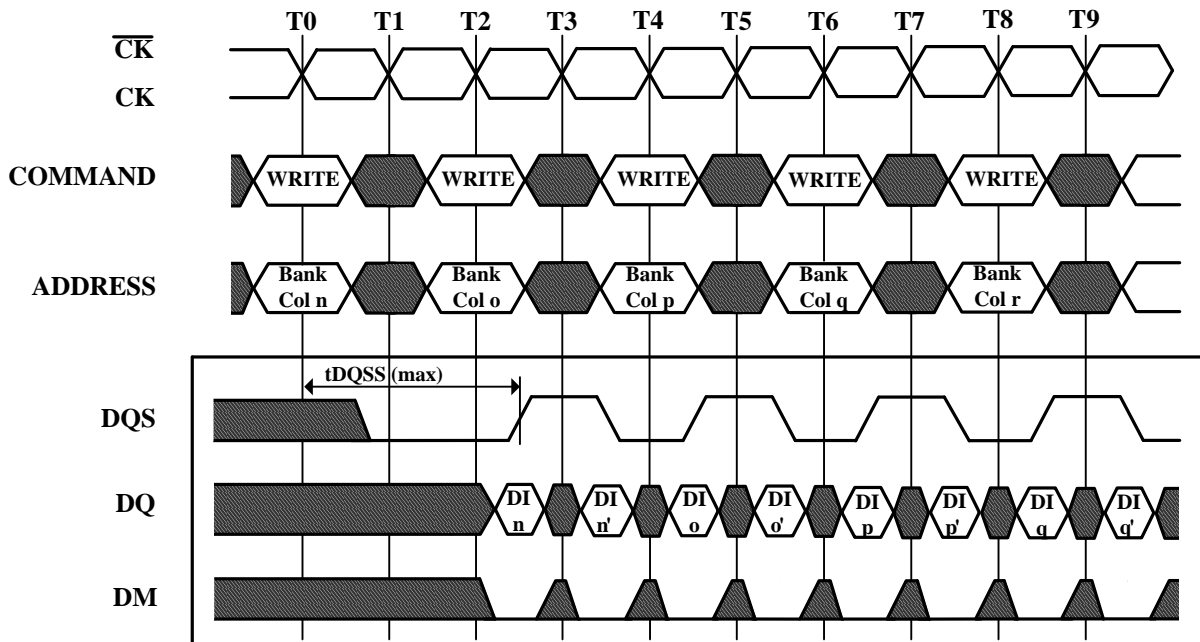 T0 T1 T2 T3 T4 T5 T6 T7 T8 T9
CK
CK
COMMAND WRITE WRITE WRITE WRITE WRITE
ADDRESS
Bank Bank Bank Bank Bank
Col n Col o Col p Col q Col r
tDQSS (max)
DQS
DQ
DI DI DI DI DI DI DI DI
n n' o o' p p' q q'
DM